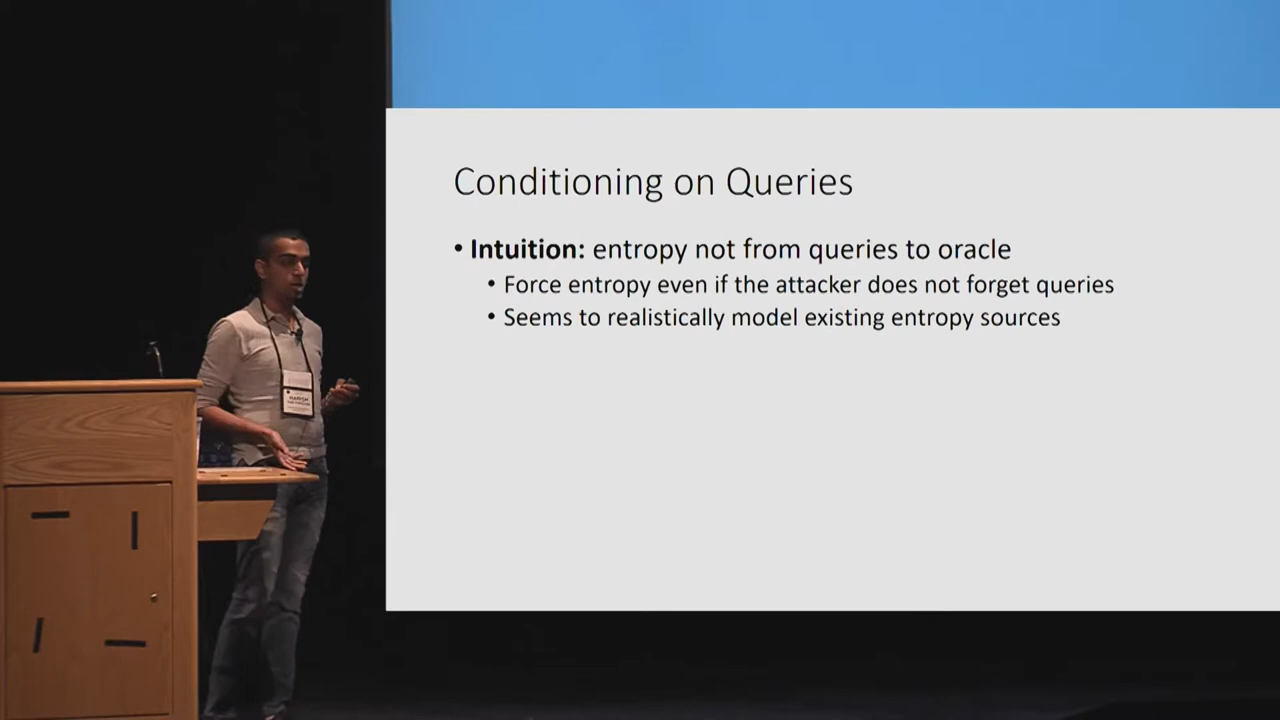 Conditioning on Queries
• Intuition: entropy not from queries to oracle
• Force entropy even if the attacker does not forget queries
• Seems to realistically model existing entropy sources